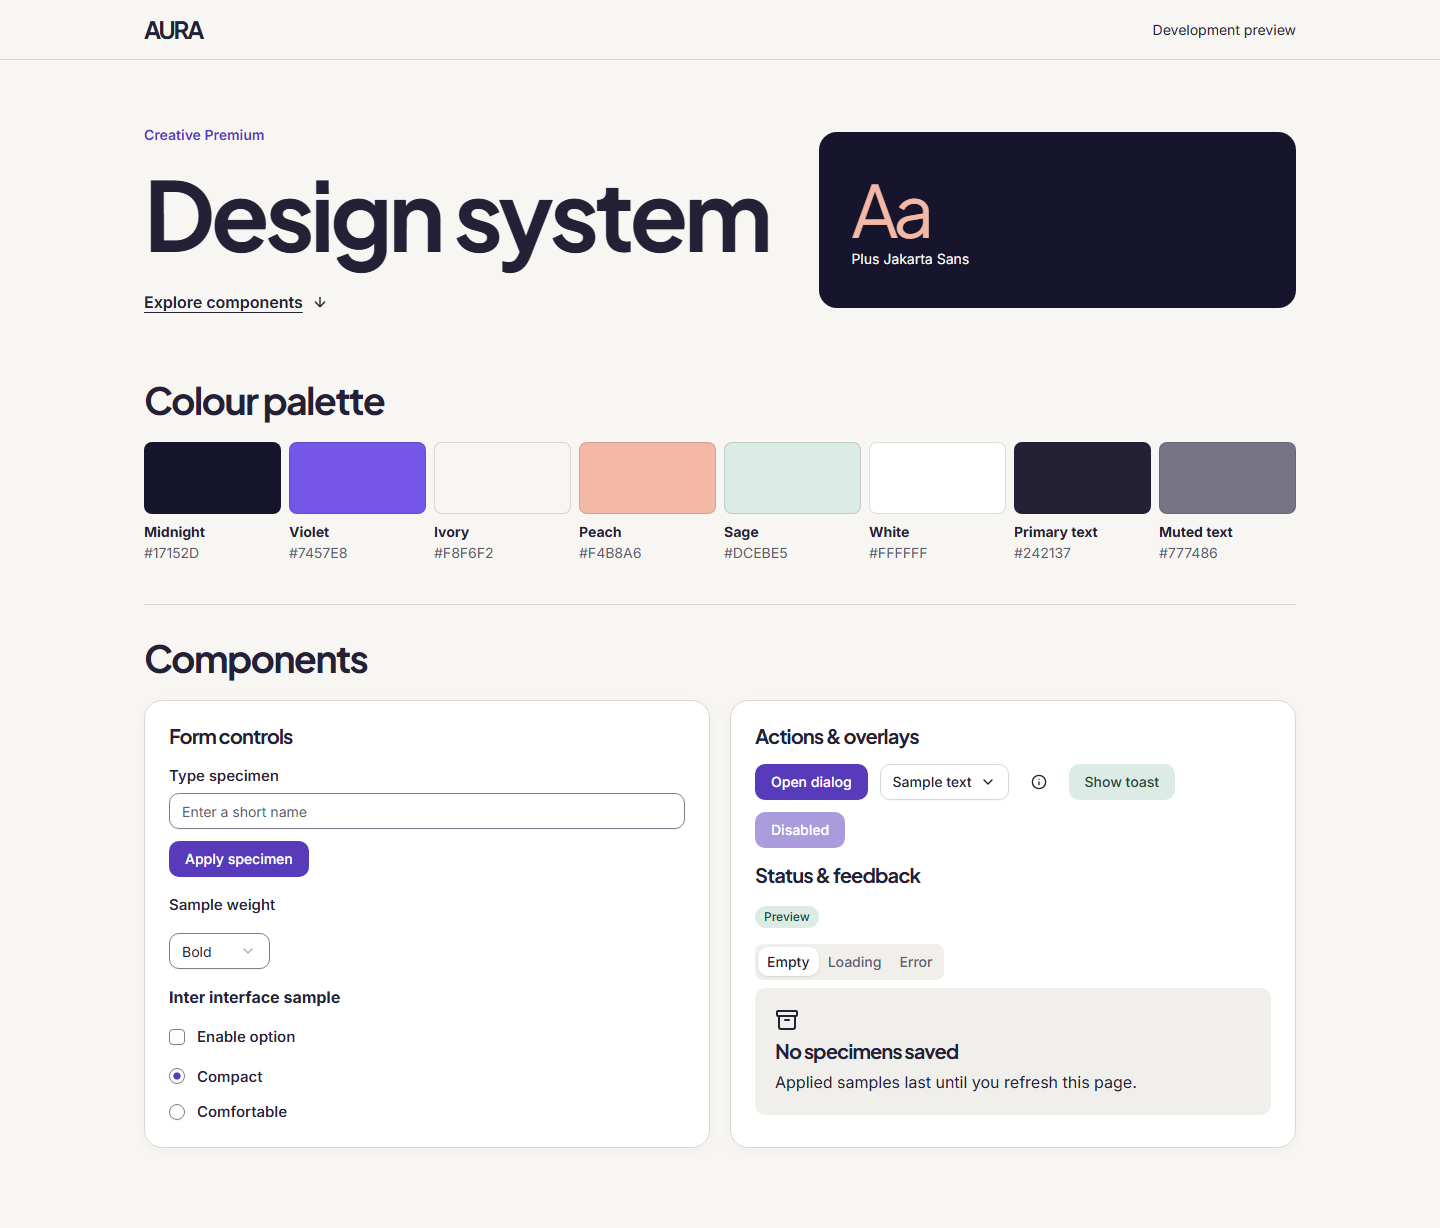 AURA
Development preview
Creative Premium
Design system
Explore components
Aa
Plus Jakarta Sans
Colour palette
Midnight
#17152D
Violet
#7457E8
Ivory
#F8F6F2
Peach
#F4B8A6
Sage
#DCEBE5
White
#FFFFFF
Primary text
#242137
Muted text
#777486
Components
Form controls
Type specimen
Enter a short name
Apply specimen
Sample weight
Bold
Inter interface sample
Enable option
Compact
Comfortable
Actions & overlays
Open dialog
Sample text
Show toast
Disabled
Status & feedback
Preview
Empty
Loading
Error
No specimens saved
Applied samples last until you refresh this page.